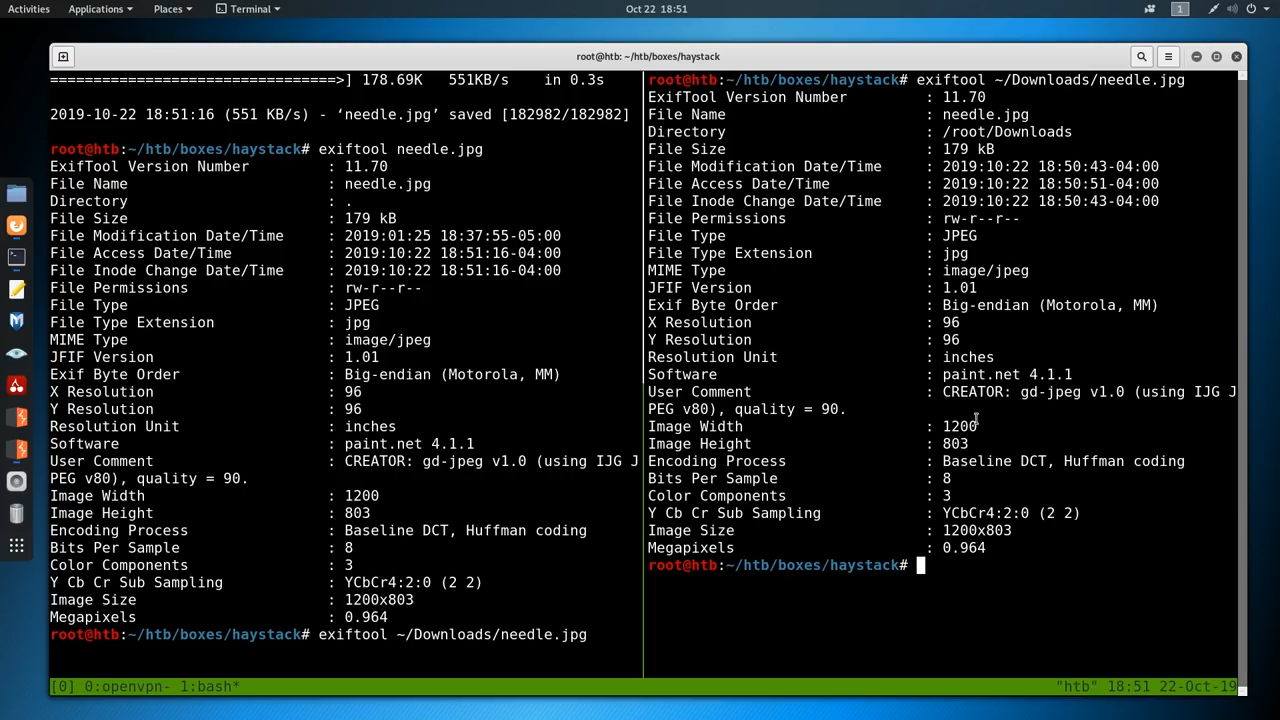 Activities Applications Places Terminal Oct 22 18:51 1
root@htb: ~/htb/boxes/haystack
=================================>] 178.69K 551KB/s in 0.3s
2019-10-22 18:51:16 (551 KB/s) - ‘needle.jpg’ saved [182982/182982]
root@htb:~/htb/boxes/haystack# exiftool needle.jpg
ExifTool Version Number : 11.70
File Name : needle.jpg
Directory : .
File Size : 179 kB
File Modification Date/Time : 2019:01:25 18:37:55-05:00
File Access Date/Time : 2019:10:22 18:51:16-04:00
File Inode Change Date/Time : 2019:10:22 18:51:16-04:00
File Permissions : rw-r--r--
File Type : JPEG
File Type Extension : jpg
MIME Type : image/jpeg
JFIF Version : 1.01
Exif Byte Order : Big-endian (Motorola, MM)
X Resolution : 96
Y Resolution : 96
Resolution Unit : inches
Software : paint.net 4.1.1
User Comment : CREATOR: gd-jpeg v1.0 (using IJG J
PEG v80), quality = 90.
Image Width : 1200
Image Height : 803
Encoding Process : Baseline DCT, Huffman coding
Bits Per Sample : 8
Color Components : 3
Y Cb Cr Sub Sampling : YCbCr4:2:0 (2 2)
Image Size : 1200x803
Megapixels : 0.964
root@htb:~/htb/boxes/haystack# exiftool ~/Downloads/needle.jpg
root@htb:~/htb/boxes/haystack# exiftool ~/Downloads/needle.jpg
ExifTool Version Number : 11.70
File Name : needle.jpg
Directory : /root/Downloads
File Size : 179 kB
File Modification Date/Time : 2019:10:22 18:50:43-04:00
File Access Date/Time : 2019:10:22 18:50:51-04:00
File Inode Change Date/Time : 2019:10:22 18:50:43-04:00
File Permissions : rw-r--r--
File Type : JPEG
File Type Extension : jpg
MIME Type : image/jpeg
JFIF Version : 1.01
Exif Byte Order : Big-endian (Motorola, MM)
X Resolution : 96
Y Resolution : 96
Resolution Unit : inches
Software : paint.net 4.1.1
User Comment : CREATOR: gd-jpeg v1.0 (using IJG J
PEG v80), quality = 90.
Image Width : 1200
Image Height : 803
Encoding Process : Baseline DCT, Huffman coding
Bits Per Sample : 8
Color Components : 3
Y Cb Cr Sub Sampling : YCbCr4:2:0 (2 2)
Image Size : 1200x803
Megapixels : 0.964
root@htb:~/htb/boxes/haystack#
[0] 0:openvpn- 1:bash* "htb" 18:51 22-Oct-19